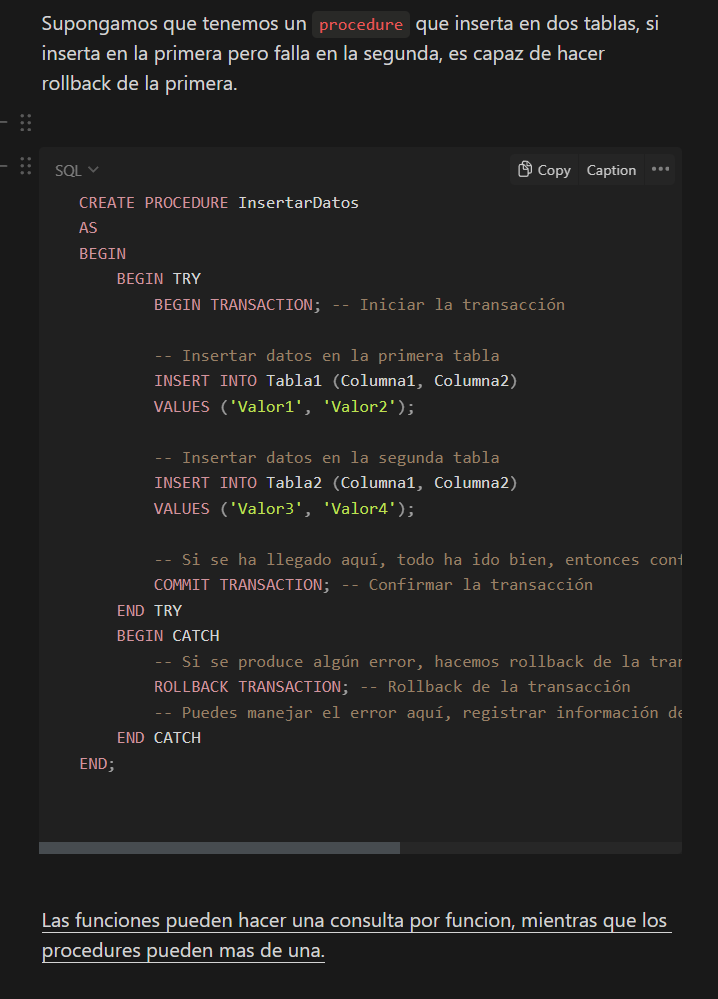 Supongamos que tenemos un procedure que inserta en dos tablas, si
inserta en la primera pero falla en la segunda, es capaz de hacer
rollback de la primera.
SQL
Copy Caption
CREATE PROCEDURE InsertarDatos
AS
BEGIN
BEGIN TRY
BEGIN TRANSACTION; -- Iniciar la transacción
-- Insertar datos en la primera tabla
INSERT INTO Tabla1 (Columna1, Columna2)
VALUES ('Valor1', 'Valor2');
-- Insertar datos en la segunda tabla
INSERT INTO Tabla2 (Columna1, Columna2)
VALUES ('Valor3', 'Valor4');
-- Si se ha llegado aquí, todo ha ido bien, entonces conf
COMMIT TRANSACTION; -- Confirmar la transacción
END TRY
BEGIN CATCH
-- Si se produce algún error, hacemos rollback de la tran
ROLLBACK TRANSACTION; -- Rollback de la transacción
-- Puedes manejar el error aquí, registrar información de
END CATCH
END;
Las funciones pueden hacer una consulta por funcion, mientras que los
procedures pueden mas de una.